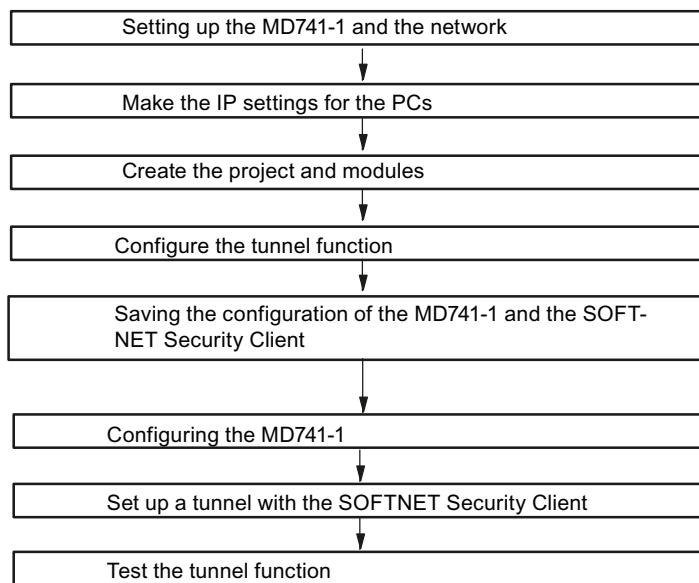 Setting up the MD741-1 and the network
Make the IP settings for the PCs
Create the project and modules
Configure the tunnel function
Saving the configuration of the MD741-1 and the SOFT-
NET Security Client
Configuring the MD741-1
Set up a tunnel with the SOFTNET Security Client
Test the tunnel function